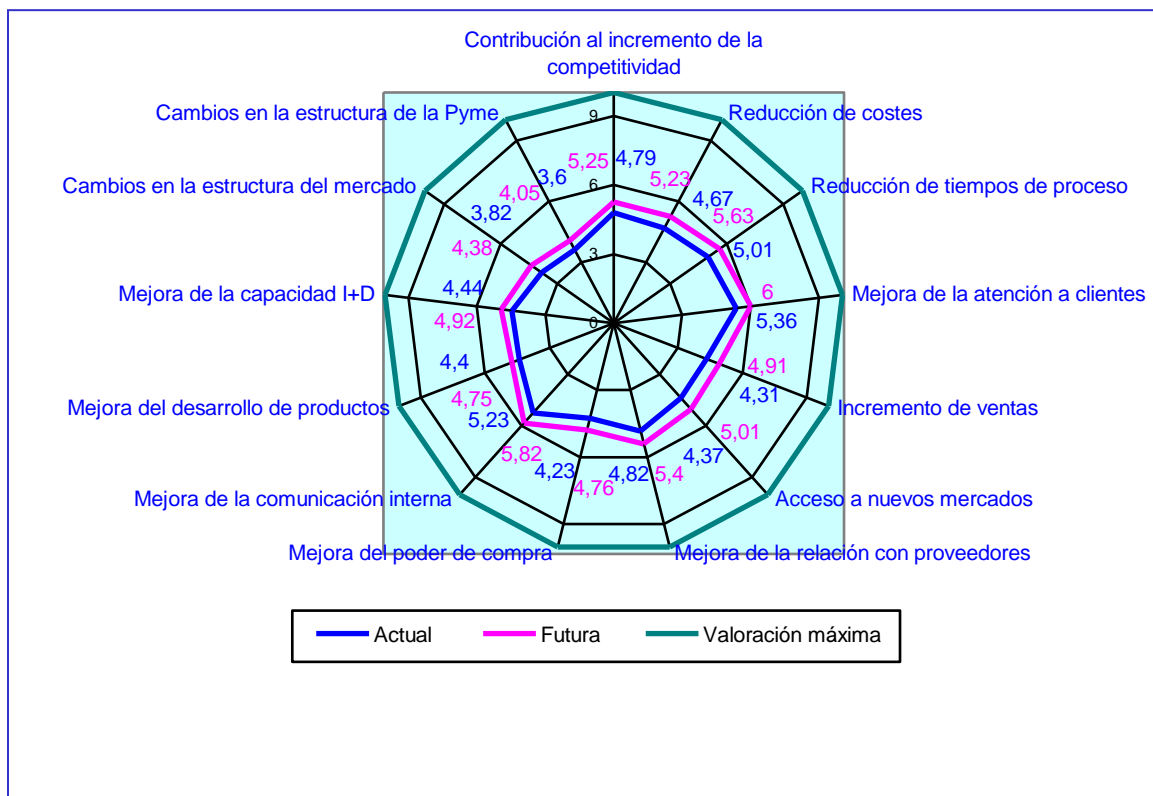 Contribución al incremento de la
competitividad
Cambios en la estructura de la Pyme
Reducción de costes
9
5,25
4,79
3,6
5,23
4,05
4,67
Cambios en la estructura del mercado
Reducción de tiempos de proceso
6
3,82
5,63
4,38
5,01
3
Mejora de la capacidad I+D
4,44
6
Mejora de la atención a clientes
4,92
5,36
0
4,4
4,91
4,31
Mejora del desarrollo de productos
4,75
Incremento de ventas
5,23
5,01
5,82
4,37
4,23
4,82
5,4
4,76
Mejora de la comunicación interna
Acceso a nuevos mercados
Mejora del poder de compra
Mejora de la relación con proveedores
Actual
Futura
Valoración máxima